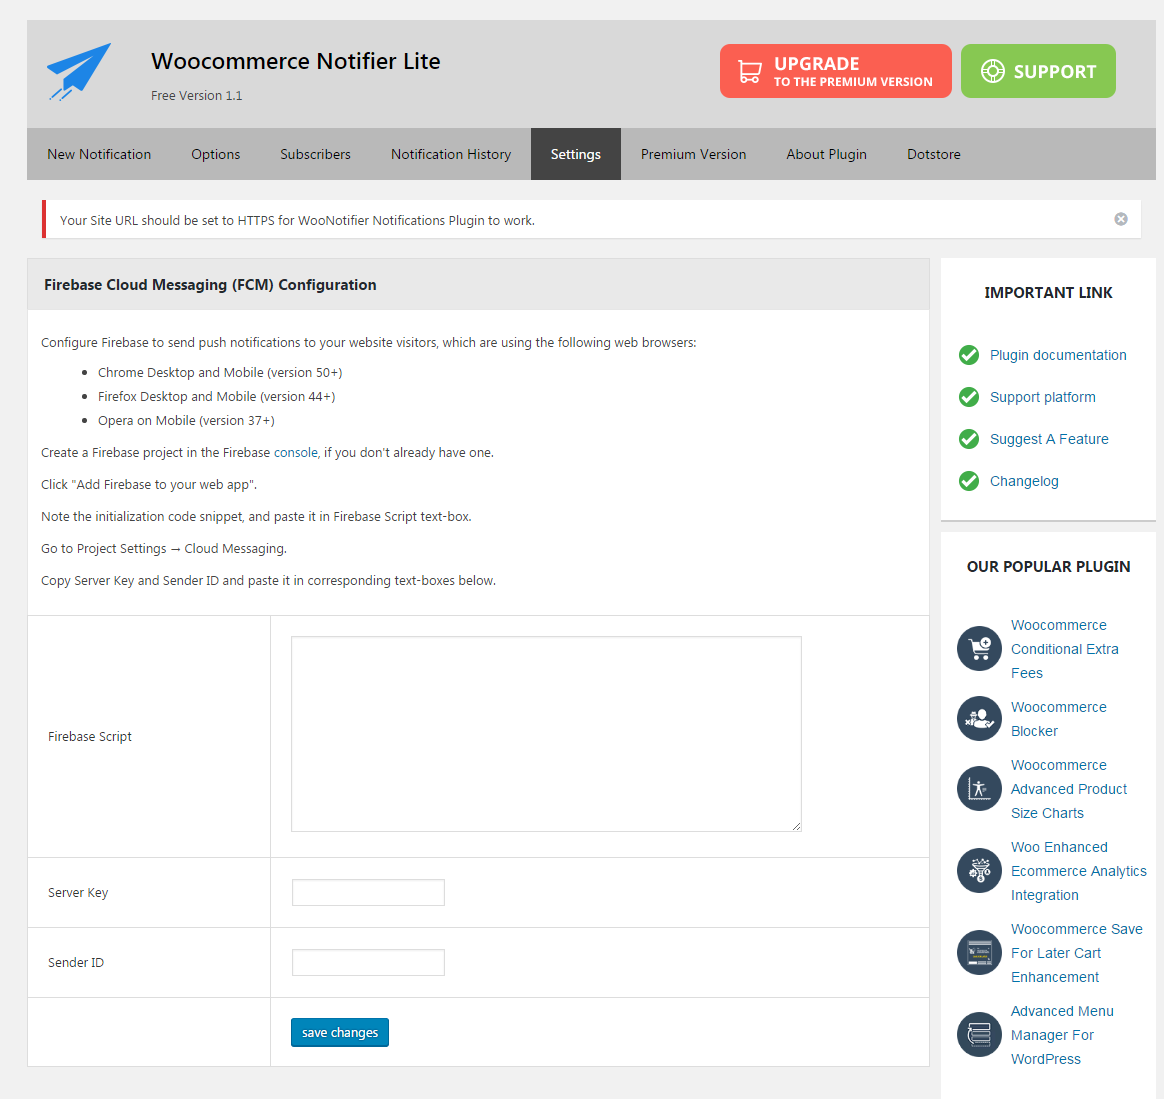 Woocommerce Notifier Lite
Free Version 1.1
UPGRADE
TO THE PREMIUM VERSION
SUPPORT
New Notification
Options
Subscribers
Notification History
Settings
Premium Version
About Plugin
Dotstore
Your Site URL should be set to HTTPS for WooNotifier Notifications Plugin to work.
Firebase Cloud Messaging (FCM) Configuration
Configure Firebase to send push notifications to your website visitors, which are using the following web browsers:
Chrome Desktop and Mobile (version 50+)
Firefox Desktop and Mobile (version 44+)
Opera on Mobile (version 37+)
Create a Firebase project in the Firebase console, if you don't already have one.
Click "Add Firebase to your web app".
Note the initialization code snippet, and paste it in Firebase Script text-box.
Go to Project Settings → Cloud Messaging.
Copy Server Key and Sender ID and paste it in corresponding text-boxes below.
Firebase Script
Server Key
Sender ID
save changes
IMPORTANT LINK
Plugin documentation
Support platform
Suggest A Feature
Changelog
OUR POPULAR PLUGIN
Woocommerce
Conditional Extra
Fees
Woocommerce
Blocker
Woocommerce
Advanced Product
Size Charts
Woo Enhanced
Ecommerce Analytics
Integration
Woocommerce Save
For Later Cart
Enhancement
Advanced Menu
Manager For
WordPress